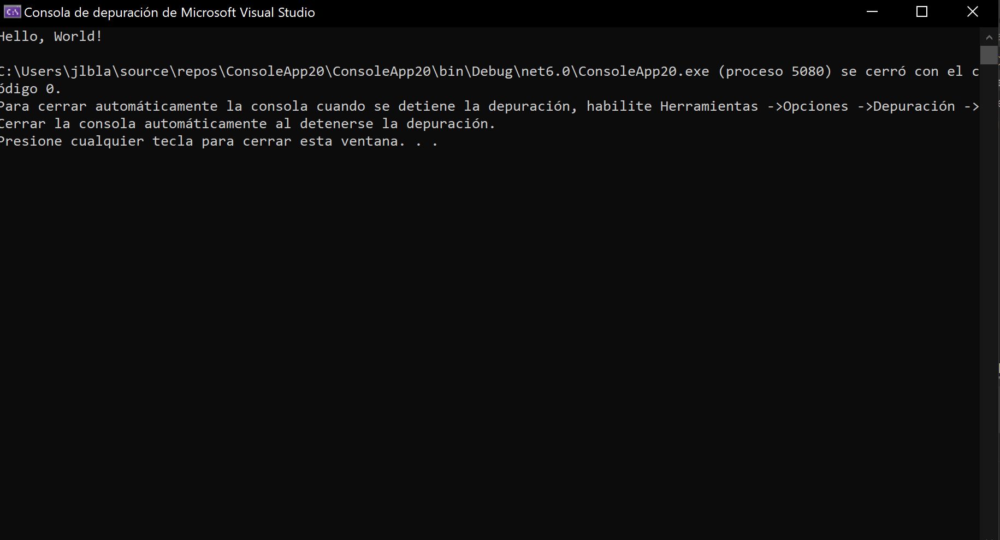 Consola de depuración de Microsoft Visual Studio
Hello, World!
C:\Users\jlbla\source\repos\ConsoleApp20\ConsoleApp20\bin\Debug\net6.0\ConsoleApp20.exe (proceso 5080) se cerró con el c
ódigo 0.
Para cerrar automáticamente la consola cuando se detiene la depuración, habilite Herramientas ->Opciones ->Depuración ->
Cerrar la consola automáticamente al detenerse la depuración.
Presione cualquier tecla para cerrar esta ventana. . .